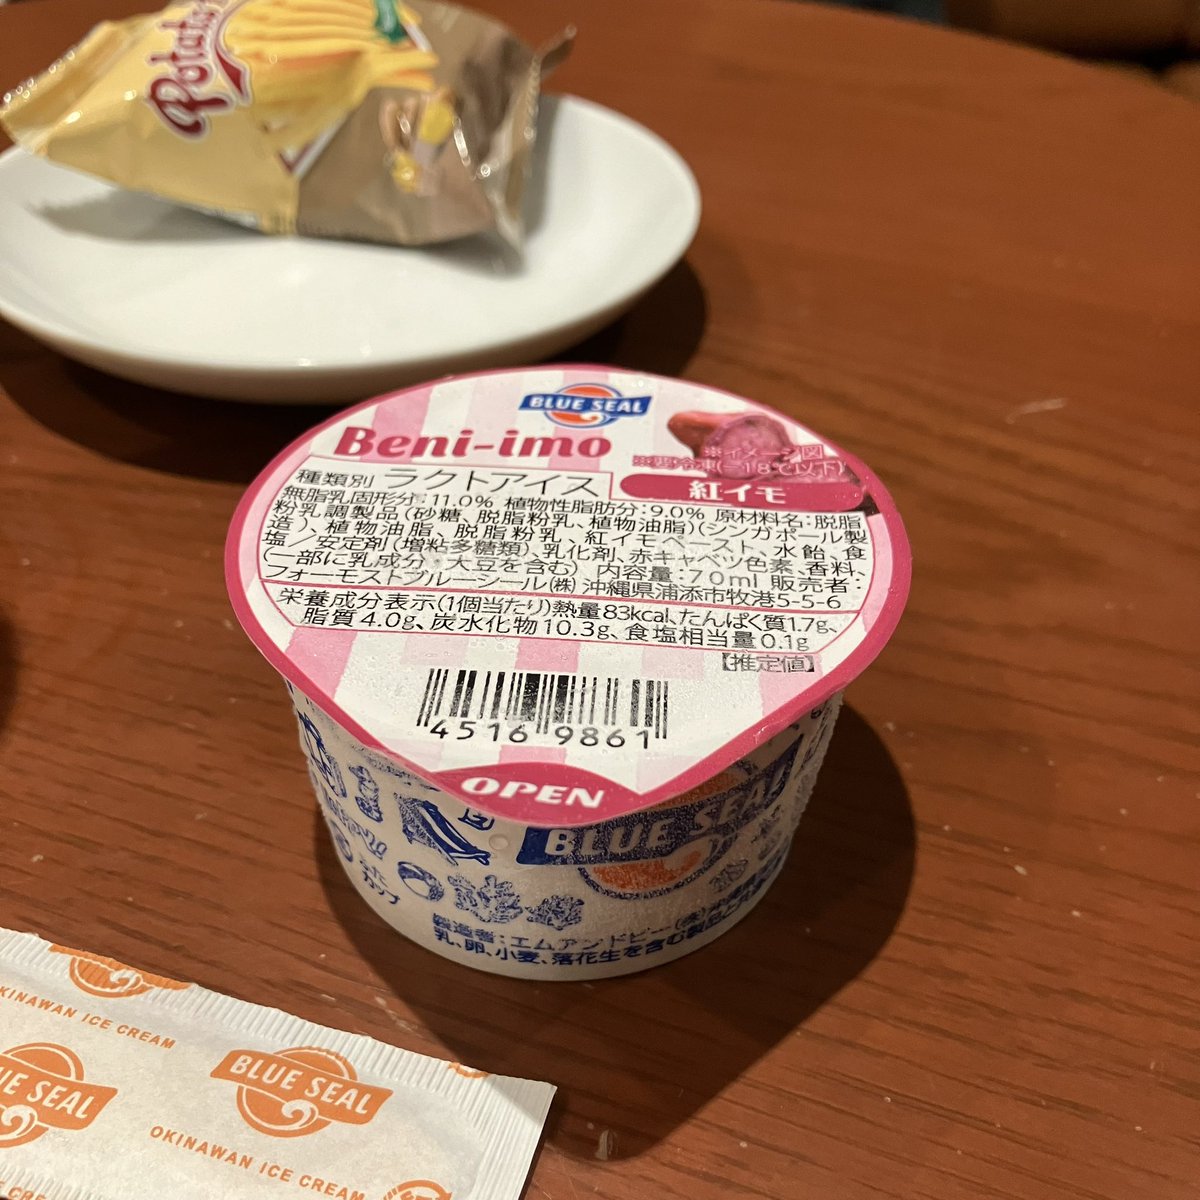 Potato
BLUE SEAL
Beni-imo
※イメージ図
※要冷凍(-18℃以下)
紅イモ
種類別 ラクトアイス
無脂乳固形分:11.0% 植物性脂肪分:9.0% 原材料名:脱脂
粉乳調製品(砂糖、脱脂粉乳、植物油脂)(シンガポール製
造)、植物油脂、脱脂粉乳、紅イモペースト、水飴、食
塩/安定剤(増粘多糖類)、乳化剤、赤キャベツ色素、香料、
(一部に乳成分・大豆を含む) 内容量:70ml 販売者:
フォーモストブルーシール(株) 沖縄県浦添市牧港5-5-6
栄養成分表示(1個当たり)熱量83kcal、たんぱく質1.7g、
脂質4.0g、炭水化物10.3g、食塩相当量0.1g
【推定値】
4516 9861
OPEN
BLUE SEAL
製造者:エムアンドビー(株)
乳、卵、小麦、落花生を含む製品と
OKINAWAN ICE CREAM
BLUE SEAL
BLUE SEAL
OKINAWAN ICE CREAM